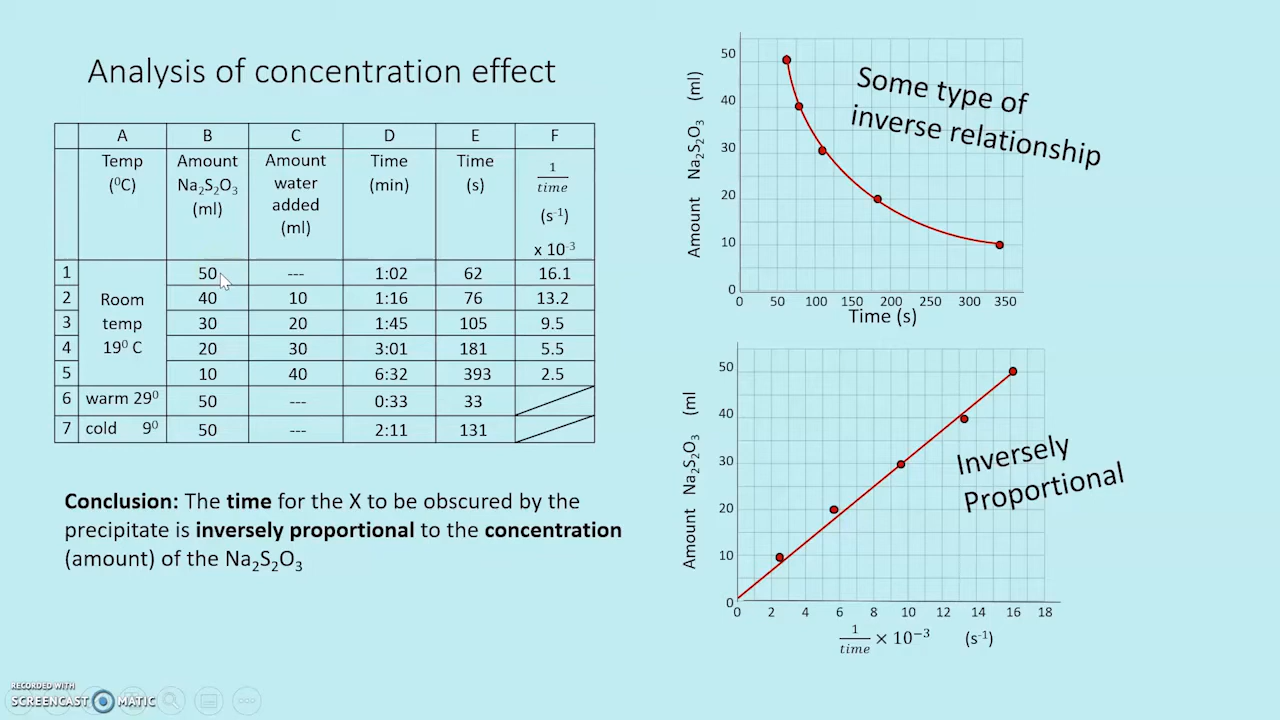 Analysis of concentration effect
A B C D E F
Temp (⁰C) Amount Na₂S₂O₃ (ml) Amount water added (ml) Time (min) Time (s) 1/time (s⁻¹) x 10⁻³
1 50 --- 1:02 62 16.1
2 40 10 1:16 76 13.2
3 30 20 1:45 105 9.5
4 20 30 3:01 181 5.5
5 10 40 6:32 393 2.5
Room
temp
19⁰ C
6 warm 29⁰ 50 --- 0:33 33
7 cold 9⁰ 50 --- 2:11 131
Conclusion: The time for the X to be obscured by the
precipitate is inversely proportional to the concentration
(amount) of the Na₂S₂O₃
Amount Na₂S₂O₃ (ml)
50
40
30
20
10
0
0 50 100 150 200 250 300 350
Time (s)
Some type of
inverse relationship
Amount Na₂S₂O₃ (ml
50
40
30
20
10
0
0 2 4 6 8 10 12 14 16 18
1/time × 10⁻³ (s⁻¹)
Inversely
Proportional
RECORDED WITH
SCREENCAST MATIC